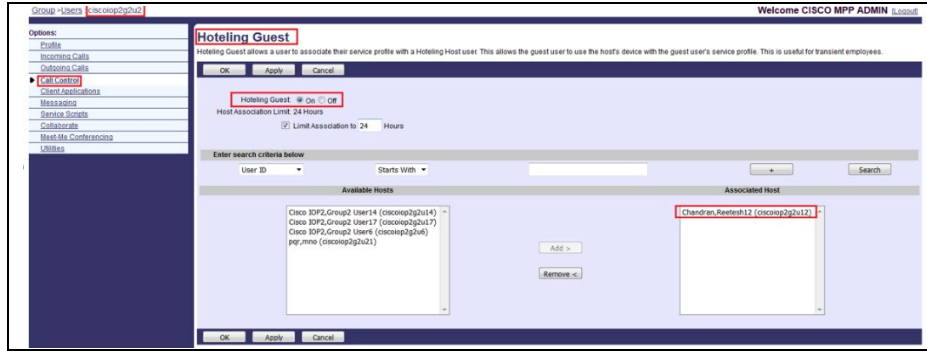 Group >Users : ciscoiop2g2u2
Welcome CISCO MPP ADMIN [Logout]
Options:
Profile
Incoming Calls
Outgoing Calls
Call Control
Client Applications
Messaging
Service Scripts
Collaborate
Meet-Me Conferencing
Utilities
Hoteling Guest
Hoteling Guest allows a user to associate their service profile with a Hoteling Host user. This allows the guest user to use the host's device with the guest user's service profile. This is useful for transient employees.
OK Apply Cancel
Hoteling Guest: On Off
Host Association Limit: 24 Hours
Limit Association to 24 Hours
Enter search criteria below
User ID Starts With + Search
Available Hosts Associated Host
Cisco IOP2,Group2 User14 (ciscoiop2g2u14)
Cisco IOP2,Group2 User17 (ciscoiop2g2u17)
Cisco IOP2,Group2 User6 (ciscoiop2g2u6)
pqr,mno (ciscoiop2g2u21)
Chandran,Reetesh12 (ciscoiop2g2u12)
Add >
Remove <
OK Apply Cancel